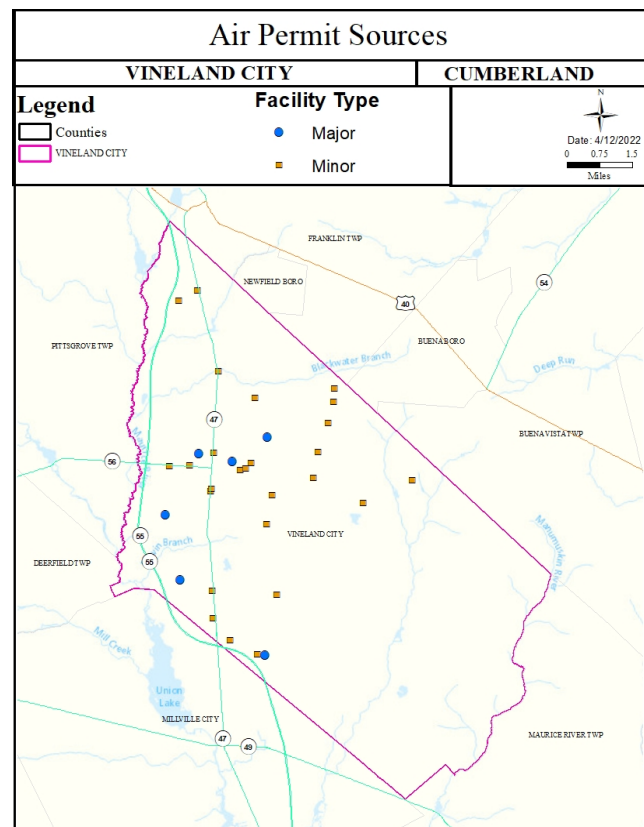 Air Permit Sources
VINELAND CITY
CUMBERLAND
Legend
Counties
VINELAND CITY
Facility Type
Major
Minor
N
Date: 4/12/2022
0 0.75 1.5
Miles
FRANKLIN TWP
NEWFIELD BORO
54
40
PITTSGROVE TWP
BUENA BORO
Blackwater Branch
Deep Run
47
BUENA VISTA TWP
56
55
VINELAND CITY
Manumuskin River
Branch
DEERFIELD TWP
55
Mill Creek
Union
Lake
MILLVILLE CITY
MAURICE RIVER TWP
47
49